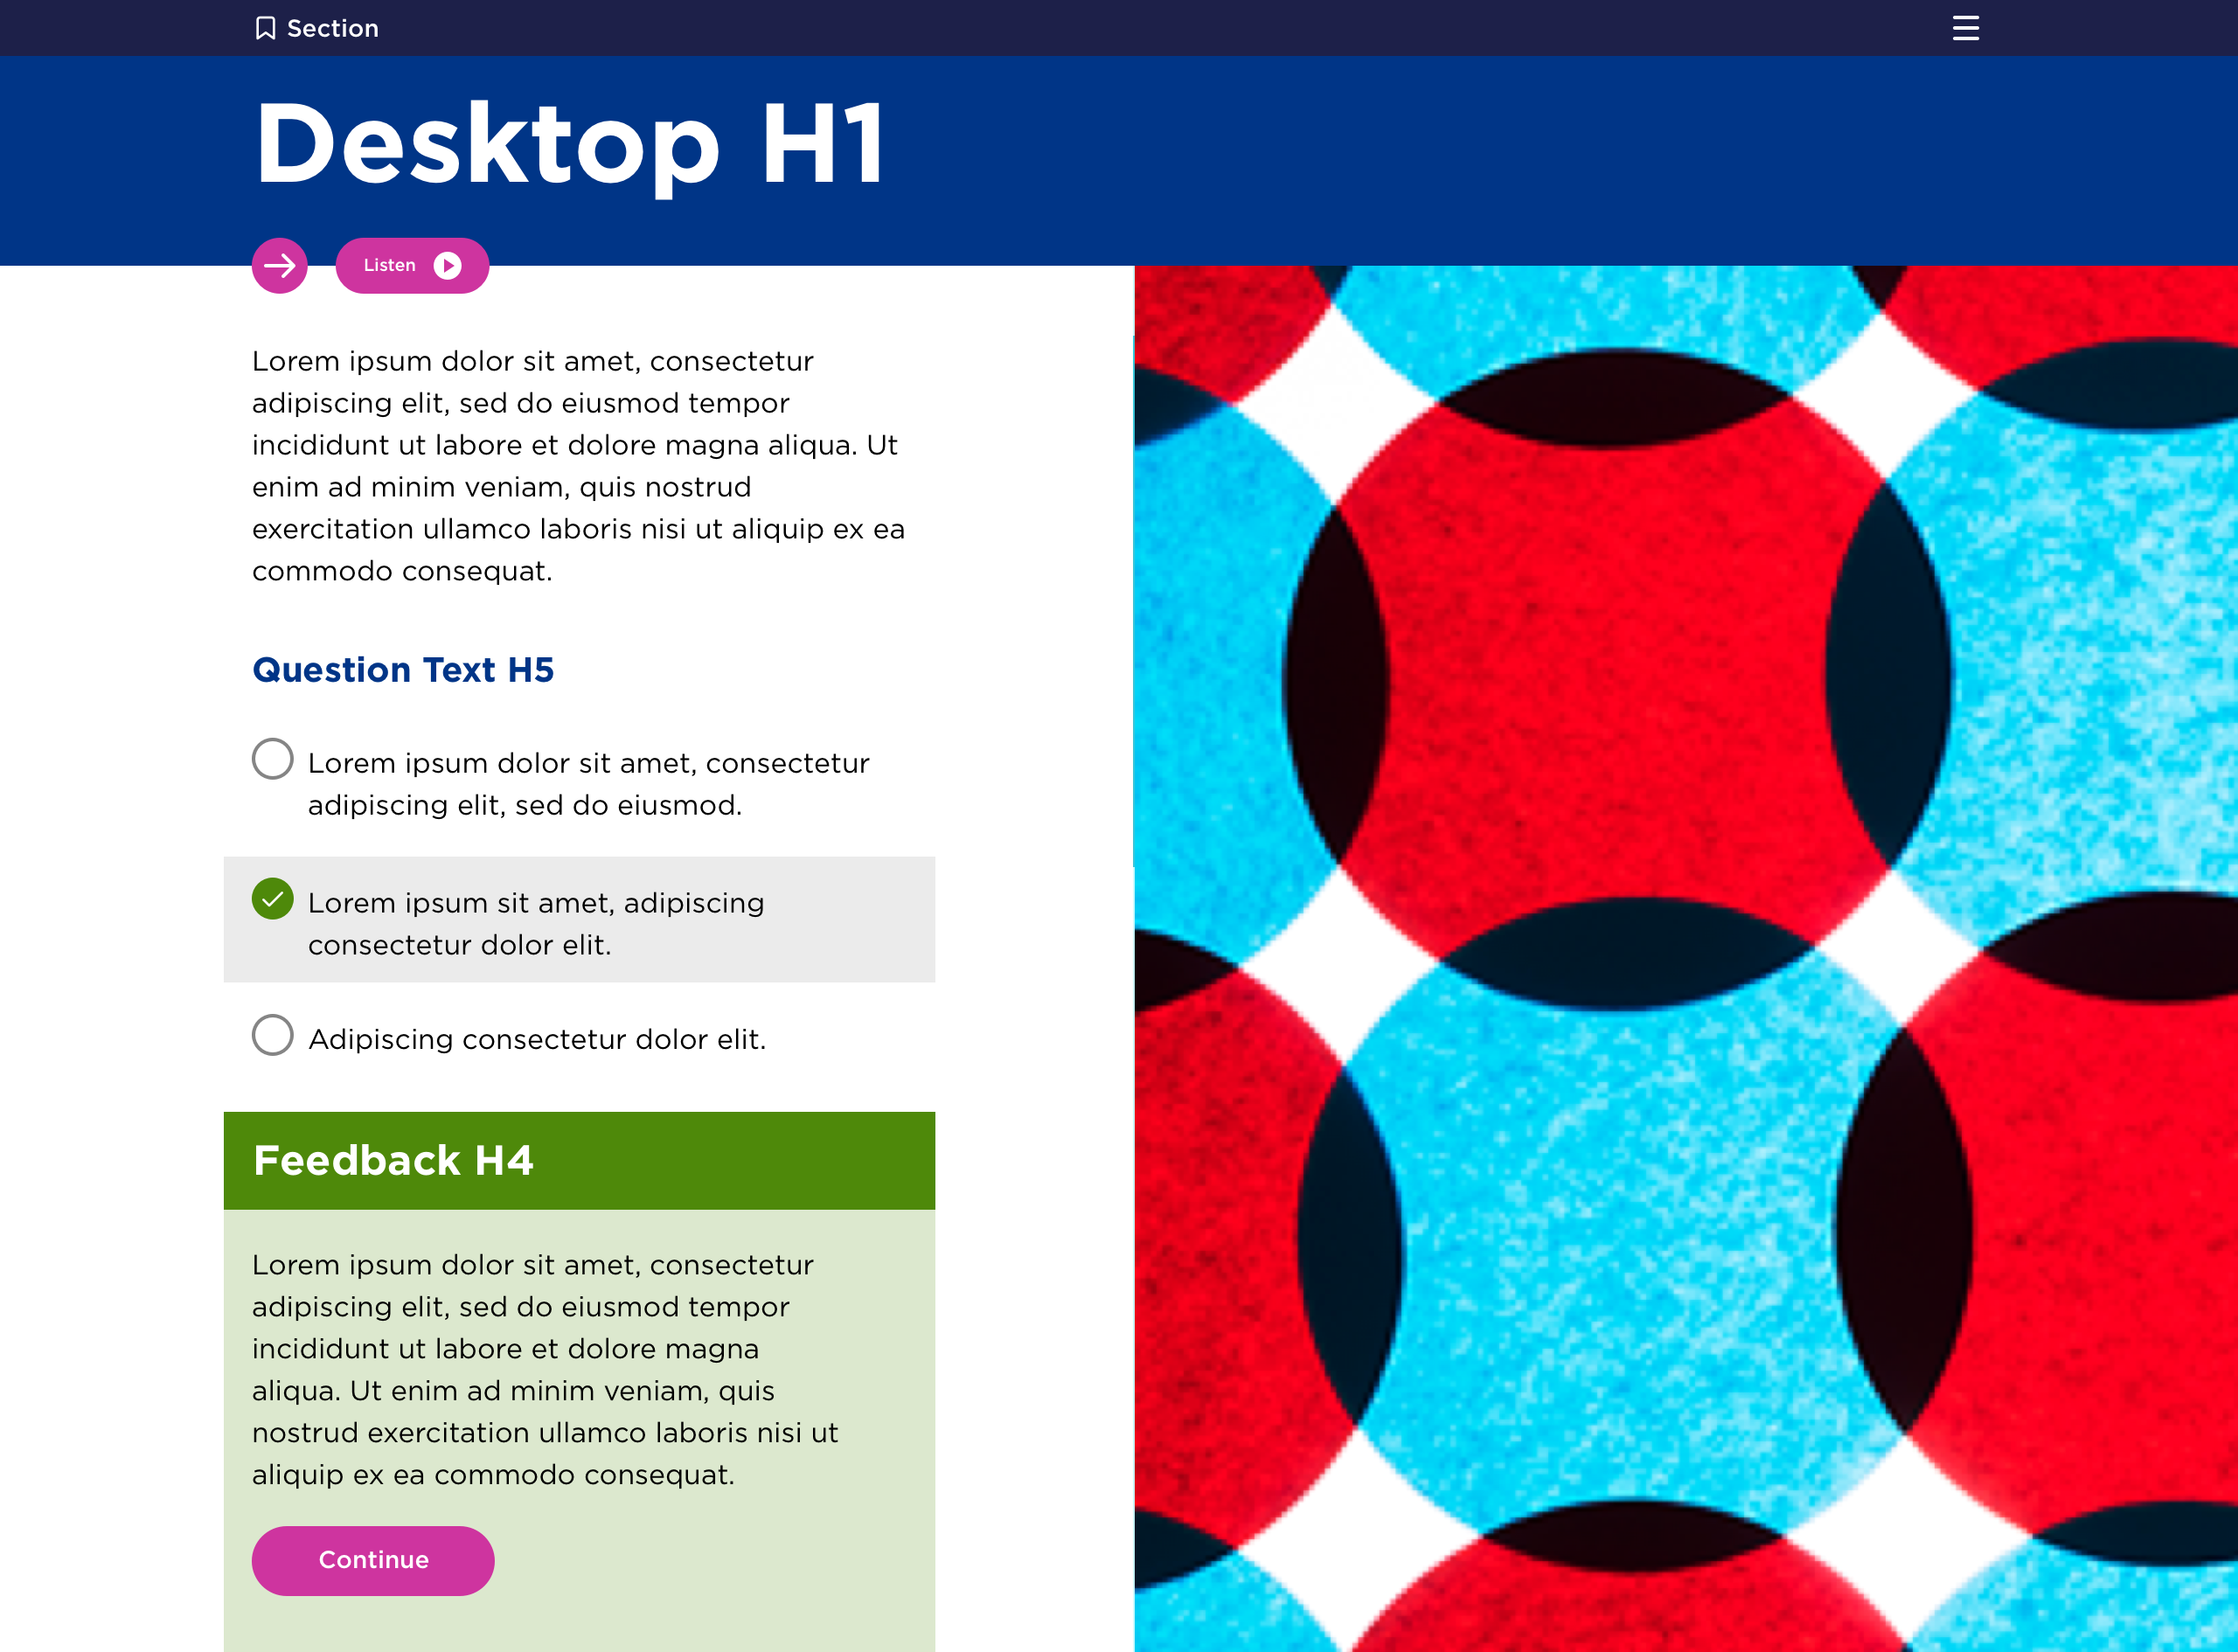 Section
Desktop H1
Listen
Lorem ipsum dolor sit amet, consectetur
adipiscing elit, sed do eiusmod tempor
incididunt ut labore et dolore magna aliqua. Ut
enim ad minim veniam, quis nostrud
exercitation ullamco laboris nisi ut aliquip ex ea
commodo consequat.
Question Text H5
Lorem ipsum dolor sit amet, consectetur
adipiscing elit, sed do eiusmod.
Lorem ipsum sit amet, adipiscing
consectetur dolor elit.
Adipiscing consectetur dolor elit.
Feedback H4
Lorem ipsum dolor sit amet, consectetur
adipiscing elit, sed do eiusmod tempor
incididunt ut labore et dolore magna
aliqua. Ut enim ad minim veniam, quis
nostrud exercitation ullamco laboris nisi ut
aliquip ex ea commodo consequat.
Continue